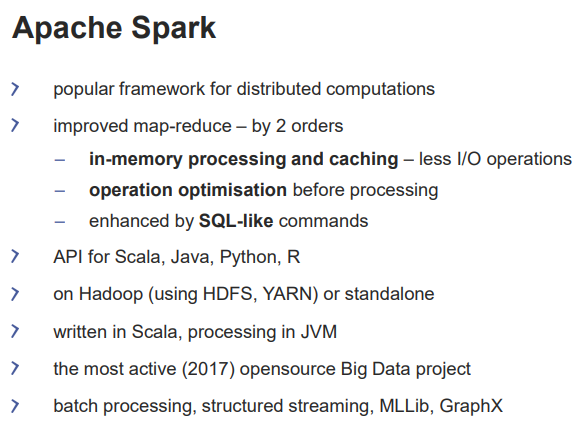 Apache Spark
popular framework for distributed computations
improved map-reduce – by 2 orders
– in-memory processing and caching – less I/O operations
– operation optimisation before processing
– enhanced by SQL-like commands
API for Scala, Java, Python, R
on Hadoop (using HDFS, YARN) or standalone
written in Scala, processing in JVM
the most active (2017) opensource Big Data project
batch processing, structured streaming, MLLib, GraphX